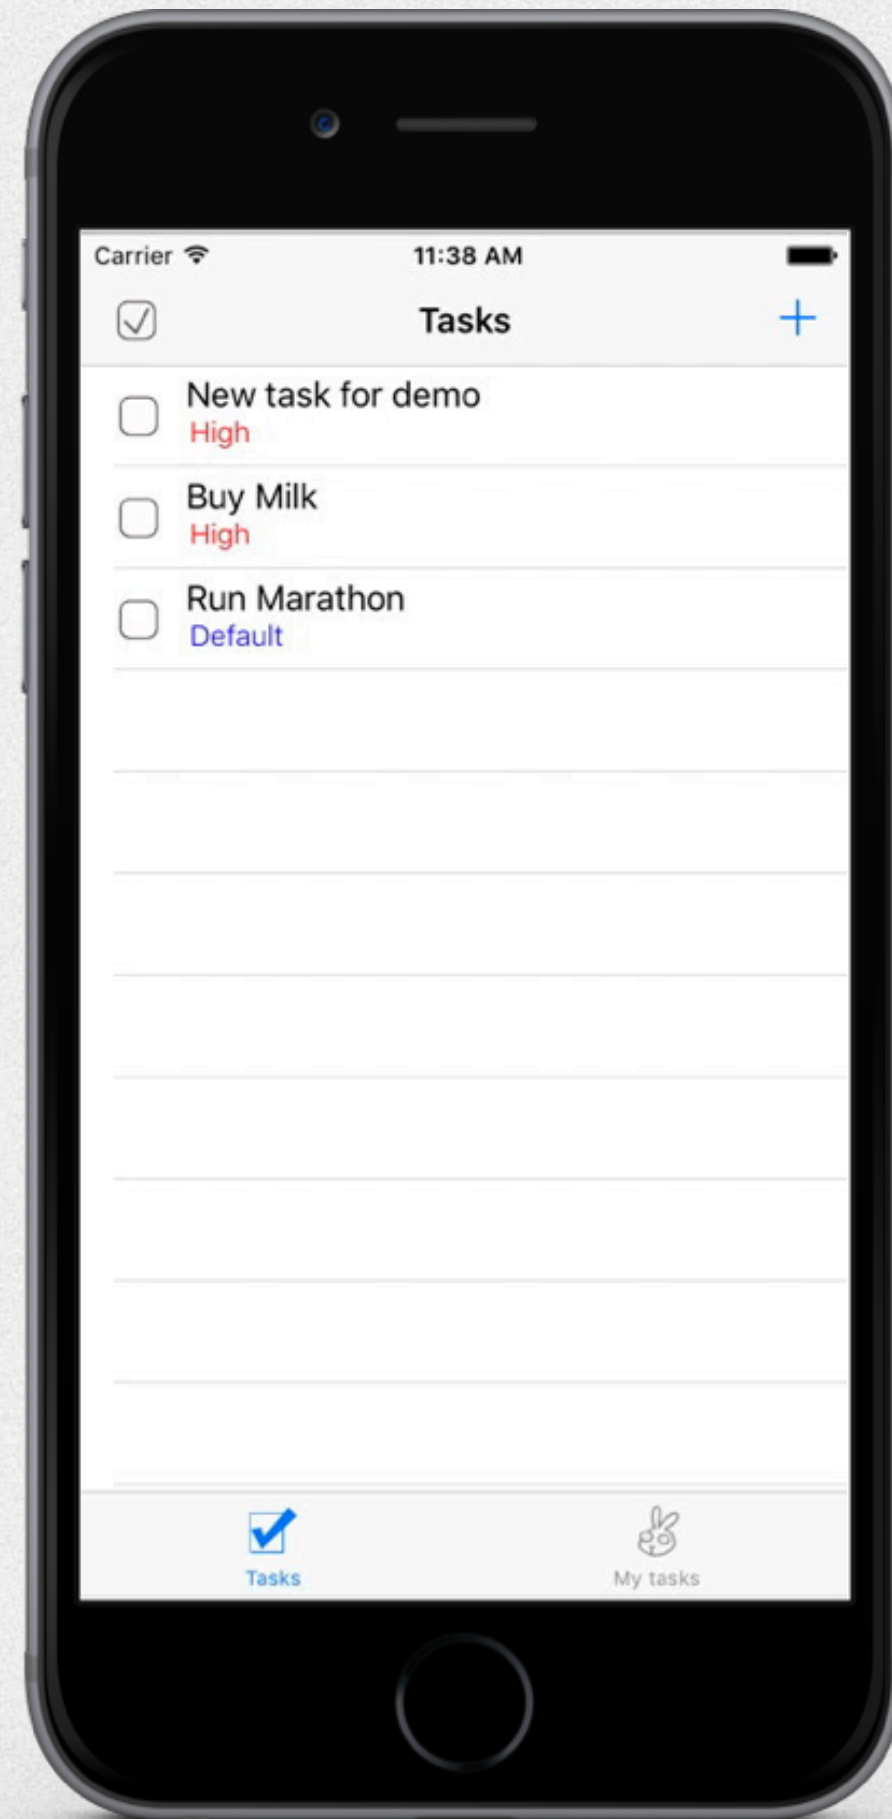 Carrier 11:38 AM
Tasks
New task for demo
High
Buy Milk
High
Run Marathon
Default
Tasks My tasks